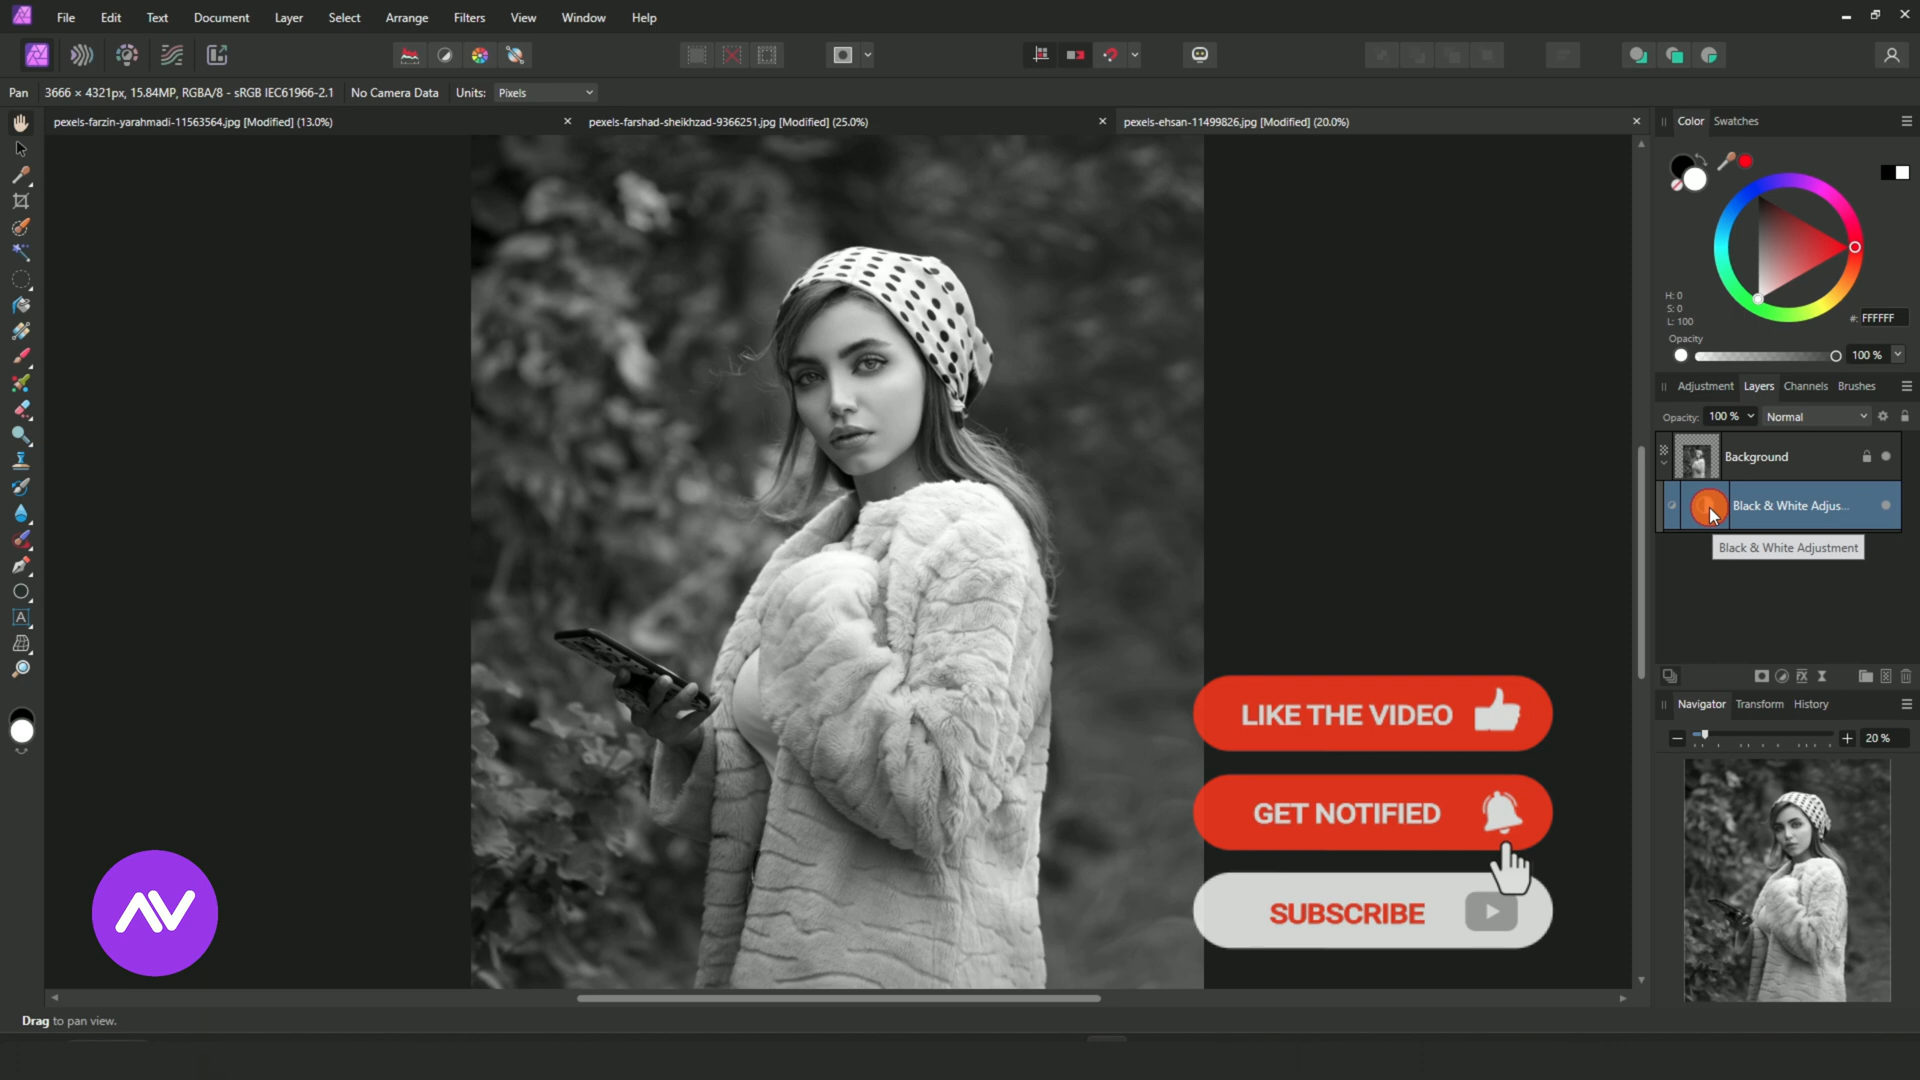 File Edit Text Document Layer Select Arrange Filters View Window Help
Pan 3666 × 4321px, 15.84MP, RGBA/8 - sRGB IEC61966-2.1 No Camera Data Units: Pixels
pexels-farzin-yarahmadi-11563564.jpg [Modified] (13.0%) pexels-farshad-sheikhzad-9366251.jpg [Modified] (25.0%) pexels-ehsan-11499826.jpg [Modified] (20.0%)
Color Swatches
H: 0
S: 0
L: 100
#: FFFFFF
Opacity
100 %
Adjustment Layers Channels Brushes
Opacity: 100 % Normal
Background
Black & White Adjus...
Black & White Adjustment
Navigator Transform History
20 %
LIKE THE VIDEO
GET NOTIFIED
SUBSCRIBE
AV
Drag to pan view.